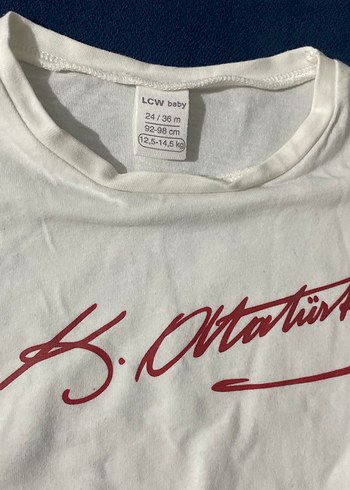 LCW baby
24 / 36 m
92-98 cm
12,5-14,5 kg
K. Atatürk